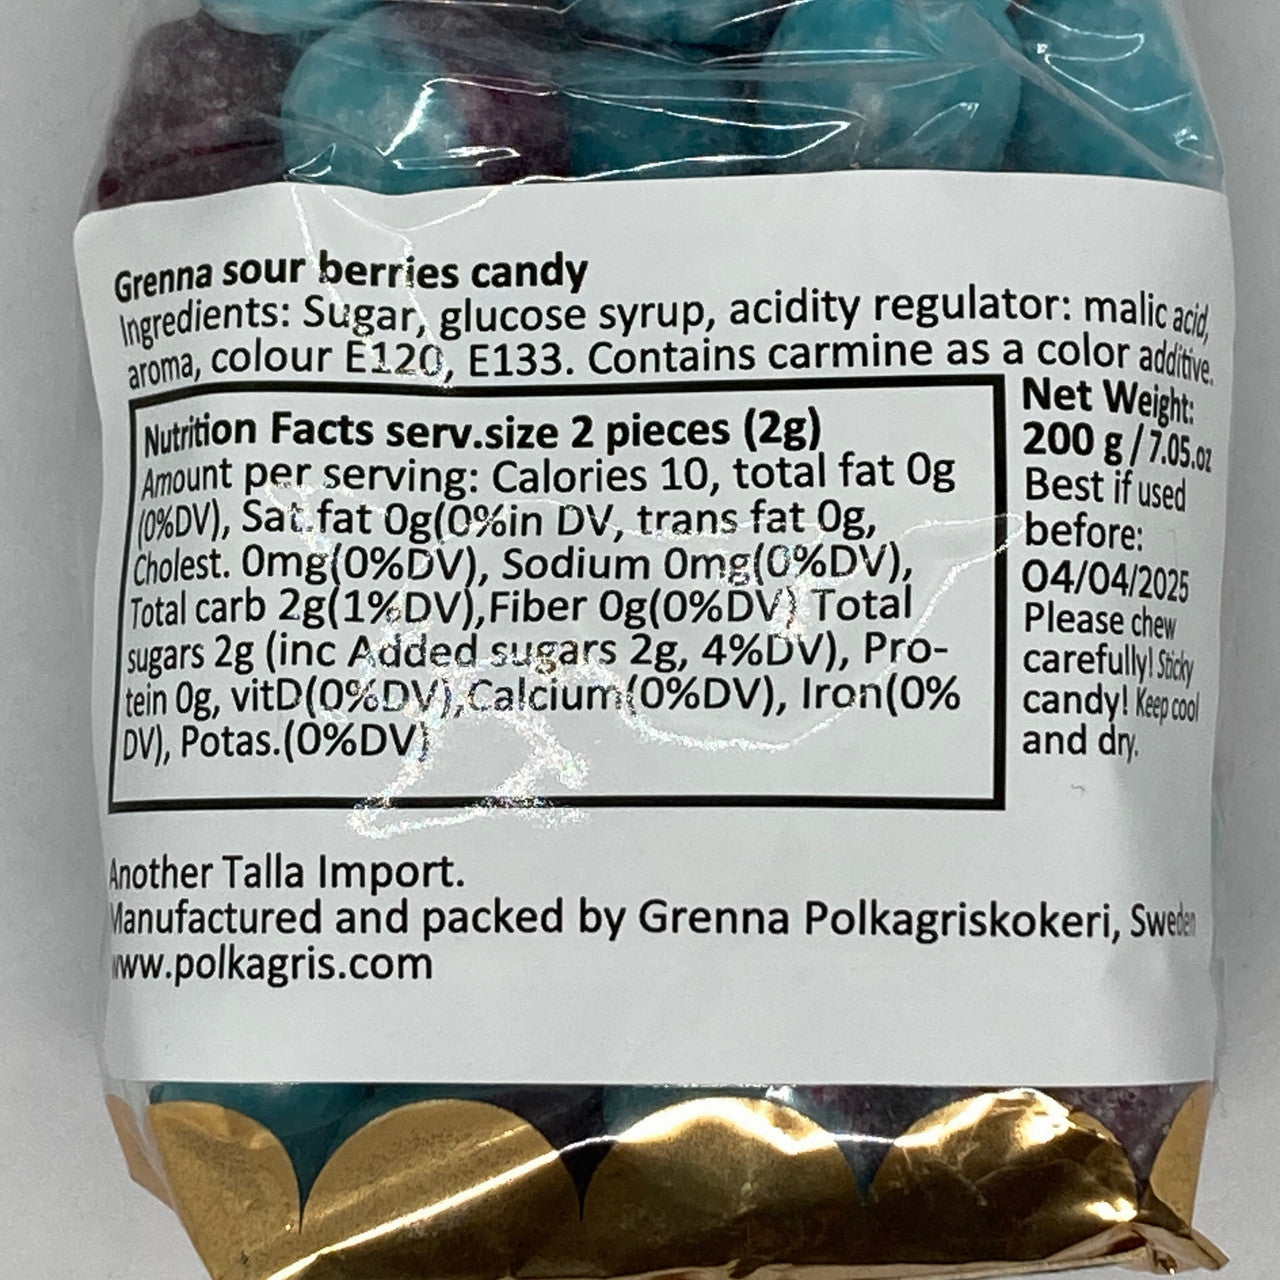 Grenna sour berries candy
Ingredients: Sugar, glucose syrup, acidity regulator: malic acid,
aroma, colour E120, E133. Contains carmine as a color additive.
Nutrition Facts serv.size 2 pieces (2g)
Amount per serving: Calories 10, total fat 0g
(0%DV), Sat.fat 0g(0%in DV, trans fat 0g,
Cholest. 0mg(0%DV), Sodium 0mg(0%DV),
Total carb 2g(1%DV),Fiber 0g(0%DV) Total
sugars 2g (inc Added sugars 2g, 4%DV), Pro-
tein 0g, vitD(0%DV),Calcium(0%DV), Iron(0%
DV), Potas.(0%DV)
Net Weight:
200 g / 7.05.oz
Best if used
before:
04/04/2025
Please chew
carefully! Sticky
candy! Keep cool
and dry.
Another Talla Import.
Manufactured and packed by Grenna Polkagriskokeri, Sweden
www.polkagris.com